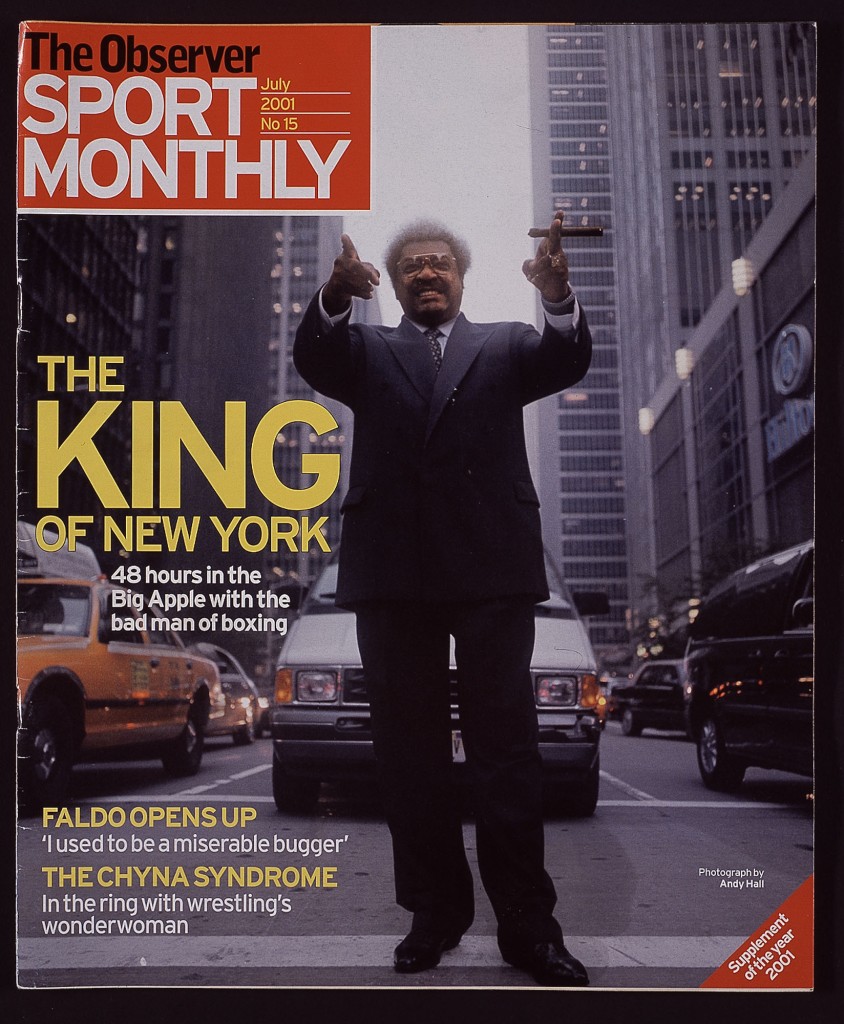 The Observer
SPORT
MONTHLY
July
2001
No 15
THE
KING
OF NEW YORK
48 hours in the
Big Apple with the
bad man of boxing
FALDO OPENS UP
'I used to be a miserable bugger'
THE CHYNA SYNDROME
In the ring with wrestling's
wonderwoman
Photograph by
Andy Hall
Supplement
of the year
2001